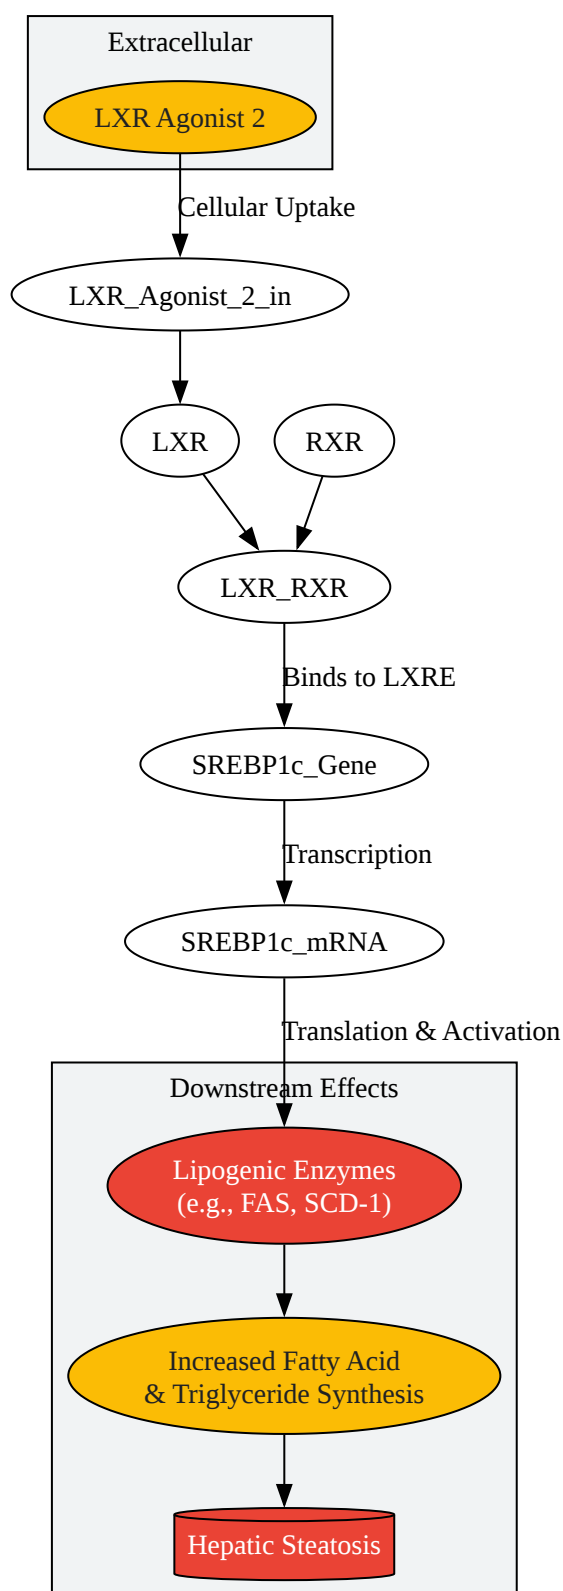 Extracellular
LXR Agonist 2
Cellular Uptake
LXR_Agonist_2_in
LXR
RXR
LXR_RXR
Binds to LXRE
SREBP1c_Gene
Transcription
SREBP1c_mRNA
Translation & Activation
Downstream Effects
Lipogenic Enzymes
(e.g., FAS, SCD-1)
Increased Fatty Acid
& Triglyceride Synthesis
Hepatic Steatosis